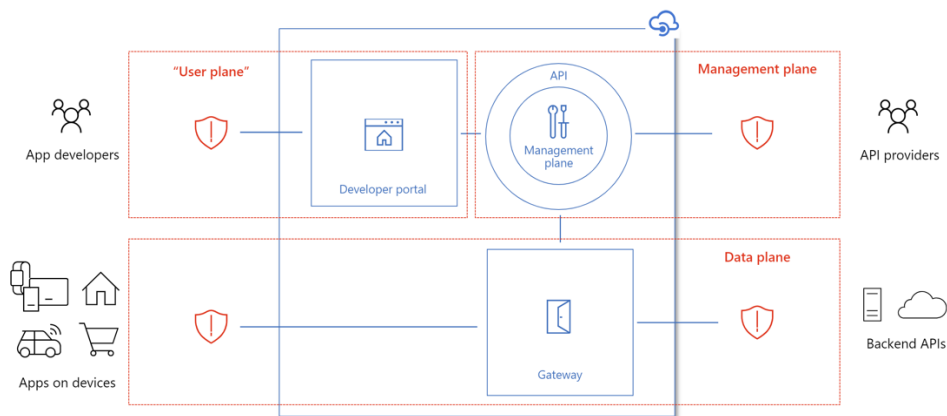 "User plane"
API
Management plane
Management
plane
App developers
Developer portal
API providers
Data plane
Gateway
Apps on devices
Backend APIs